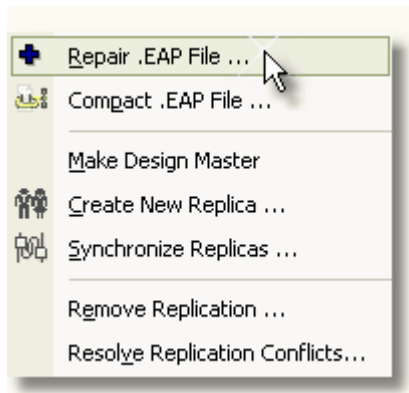 Repair .EAP File ...
Compact .EAP File ...
Make Design Master
Create New Replica ...
Synchronize Replicas ...
Remove Replication ...
Resolve Replication Conflicts...